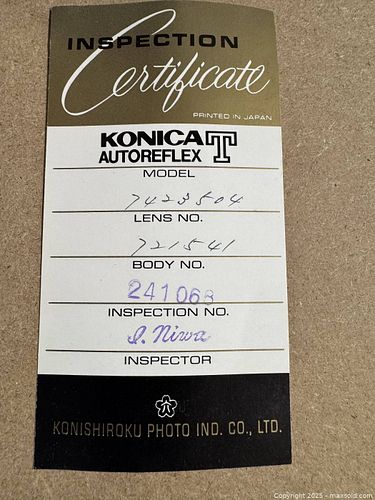 INSPECTION
Certificate
PRINTED IN JAPAN
KONICA T
AUTOREFLEX
MODEL
7423504
LENS NO.
721541
BODY NO.
241068
INSPECTION NO.
I. Niwa
INSPECTOR
KONISHIROKU PHOTO IND. CO., LTD.
Copyright © 2025 - maxsold.com